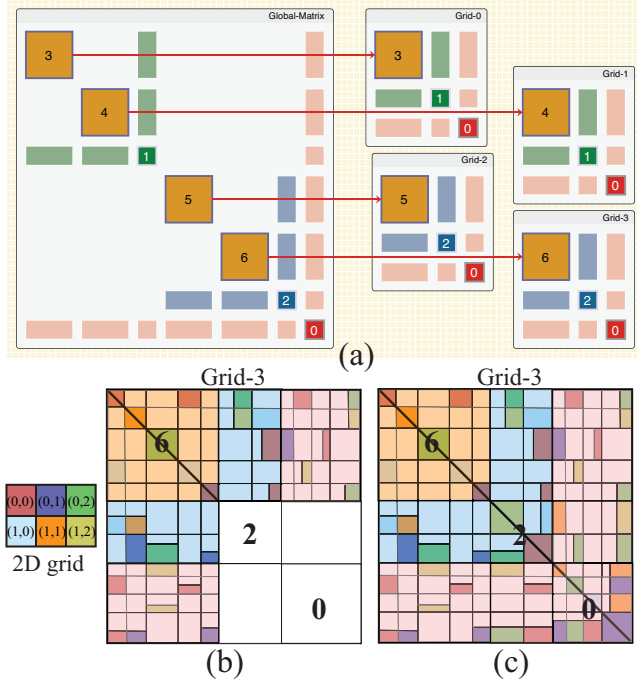 Global-Matrix
Grid-0
3
3
Grid-1
4
4
1
1
0
Grid-2
1
0
5
5
Grid-3
6
2
6
0
2
2
0
0
(a)
Grid-3
Grid-3
6
6
(0,0) (0,1) (0,2)
(1,0) (1,1) (1,2)
2D grid
2
2
0
0
(b)
(c)